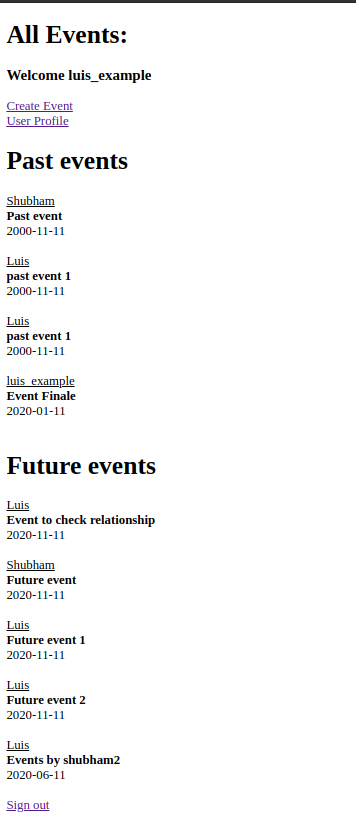 All Events:
Welcome luis_example
Create Event
User Profile
Past events
Shubham
Past event
2000-11-11
Luis
past event 1
2000-11-11
Luis
past event 1
2000-11-11
luis_example
Event Finale
2020-01-11
Future events
Luis
Event to check relationship
2020-11-11
Shubham
Future event
2020-11-11
Luis
Future event 1
2020-11-11
Luis
Future event 2
2020-11-11
Luis
Events by shubham2
2020-06-11
Sign out